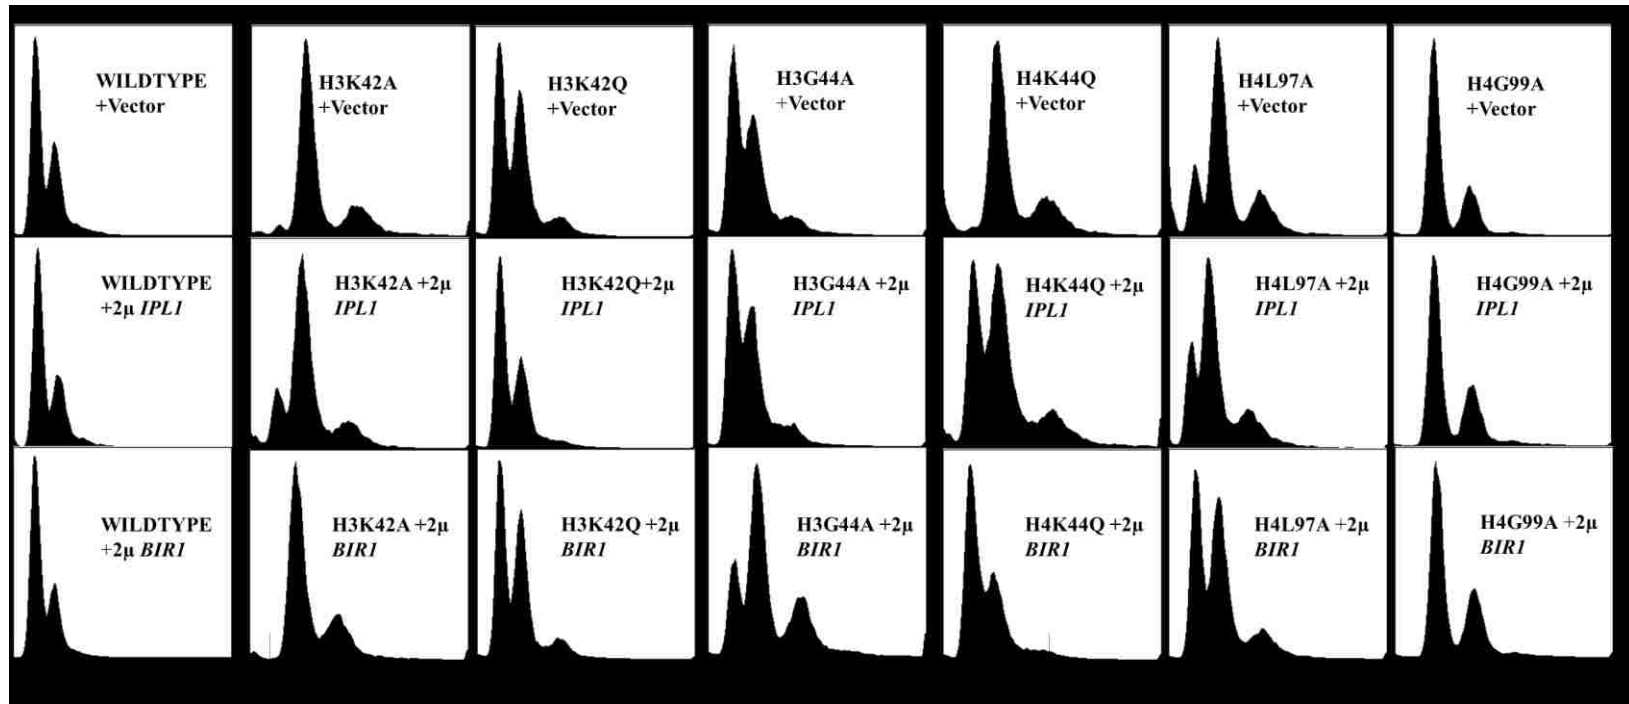 WILDTYPE
+Vector
H3K42A
+Vector
H3K42Q
+Vector
H3G44A
+Vector
H4K44Q
+Vector
H4L97A
+Vector
H4G99A
+Vector
WILDTYPE
+2μ IPL1
H3K42A +2μ
IPL1
H3K42Q+2μ
IPL1
H3G44A +2μ
IPL1
H4K44Q +2μ
IPL1
H4L97A +2μ
IPL1
H4G99A +2μ
IPL1
WILDTYPE
+2μ BIR1
H3K42A +2μ
BIR1
H3K42Q +2μ
BIR1
H3G44A +2μ
BIR1
H4K44Q +2μ
BIR1
H4L97A +2μ
BIR1
H4G99A +2μ
BIR1